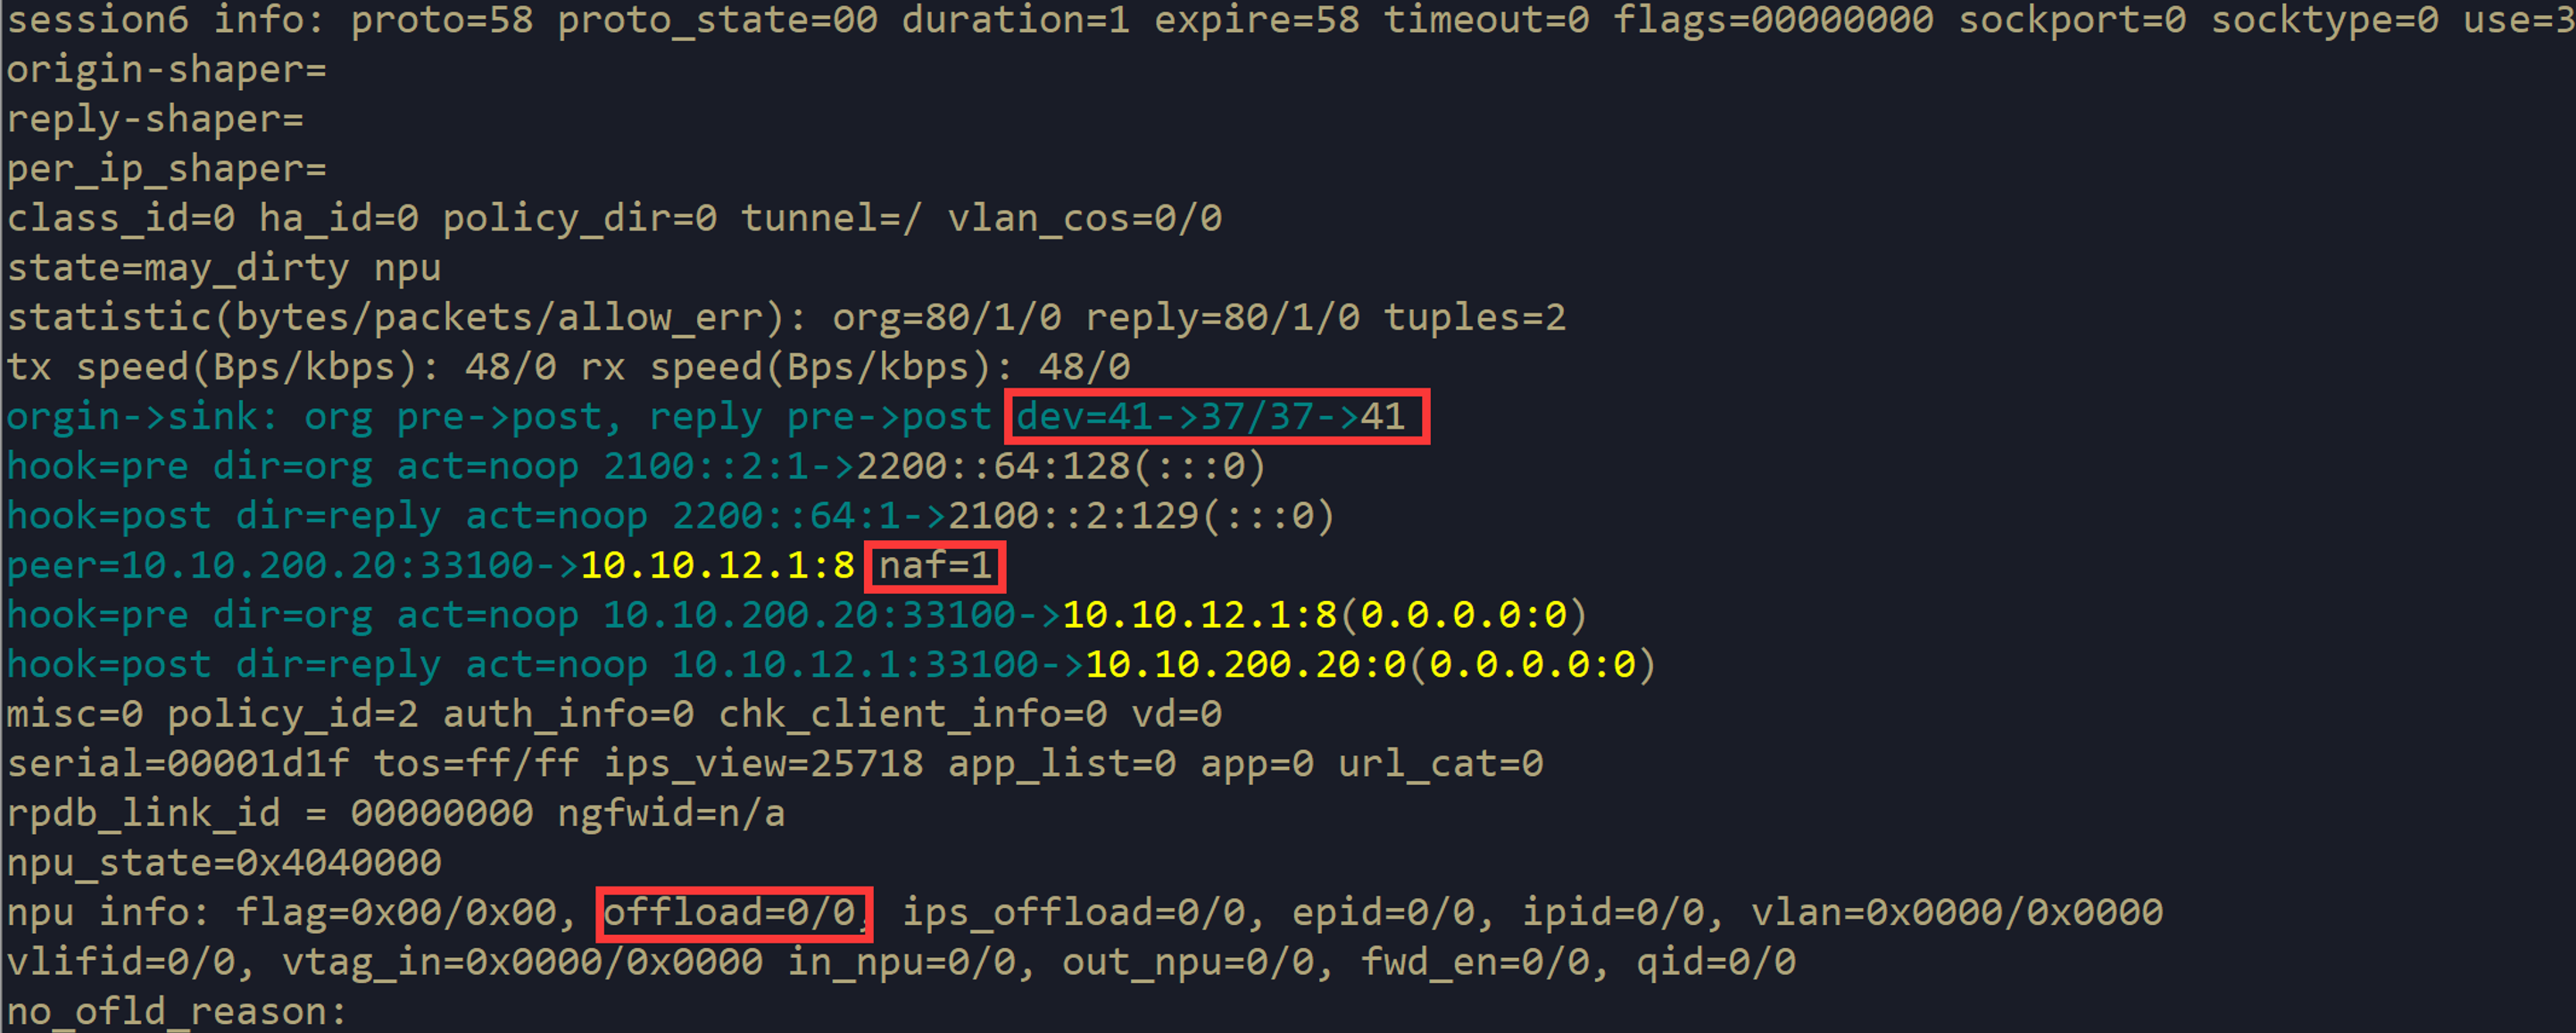 session6 info: proto=58 proto_state=00 duration=1 expire=58 timeout=0 flags=00000000 sockport=0 socktype=0 use=3
origin-shaper=
reply-shaper=
per_ip_shaper=
class_id=0 ha_id=0 policy_dir=0 tunnel=/ vlan_cos=0/0
state=may_dirty npu
statistic(bytes/packets/allow_err): org=80/1/0 reply=80/1/0 tuples=2
tx speed(Bps/kbps): 48/0 rx speed(Bps/kbps): 48/0
orgin->sink: org pre->post, reply pre->post dev=41->37/37->41
hook=pre dir=org act=noop 2100::2:1->2200::64:128(:::0)
hook=post dir=reply act=noop 2200::64:1->2100::2:129(:::0)
peer=10.10.200.20:33100->10.10.12.1:8 naf=1
hook=pre dir=org act=noop 10.10.200.20:33100->10.10.12.1:8(0.0.0.0:0)
hook=post dir=reply act=noop 10.10.12.1:33100->10.10.200.20:0(0.0.0.0:0)
misc=0 policy_id=2 auth_info=0 chk_client_info=0 vd=0
serial=00001d1f tos=ff/ff ips_view=25718 app_list=0 app=0 url_cat=0
rpdb_link_id = 00000000 ngfwid=n/a
npu_state=0x4040000
npu info: flag=0x00/0x00, offload=0/0, ips_offload=0/0, epid=0/0, ipid=0/0, vlan=0x0000/0x0000
vlifid=0/0, vtag_in=0x0000/0x0000 in_npu=0/0, out_npu=0/0, fwd_en=0/0, qid=0/0
no_ofld_reason: